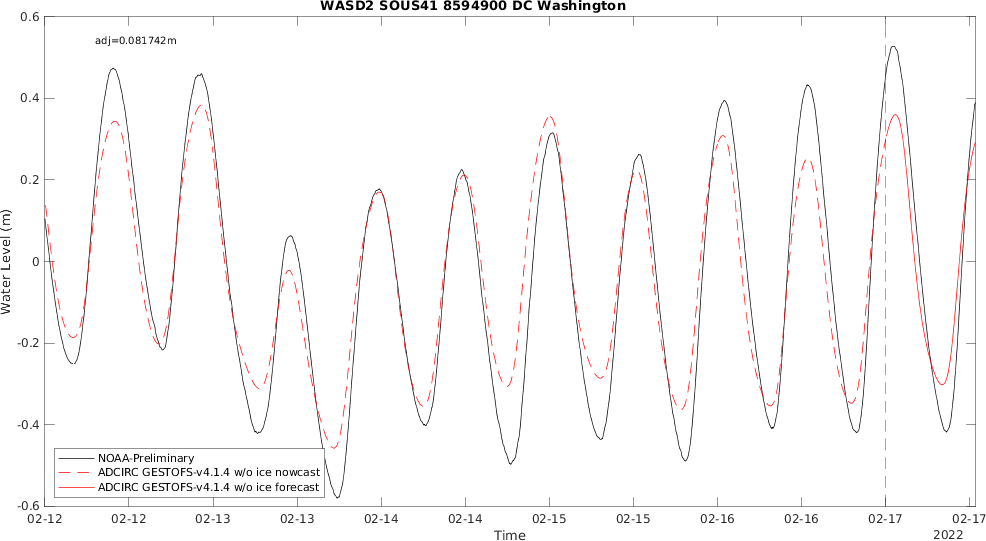 WASD2 SOUS41 8594900 DC Washington
adj=0.081742m
0.6
0.4
0.2
0
-0.2
-0.4
-0.6
Water Level (m)
NOAA-Preliminary
ADCIRC GESTOFS-v4.1.4 w/o ice nowcast
ADCIRC GESTOFS-v4.1.4 w/o ice forecast
02-12 02-12 02-13 02-13 02-14 02-14 02-15 02-15 02-16 02-16 02-17 02-17
Time
2022